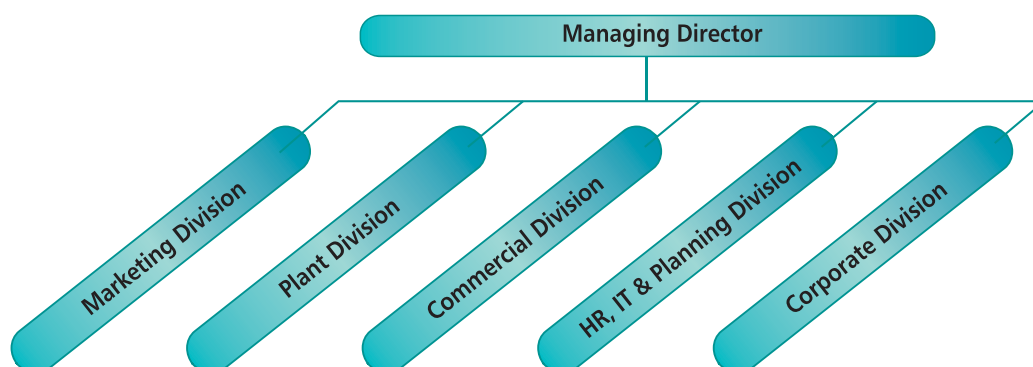 Managing Director
Marketing Division
Plant Division
Commercial Division
HR, IT & Planning Division
Corporate Division